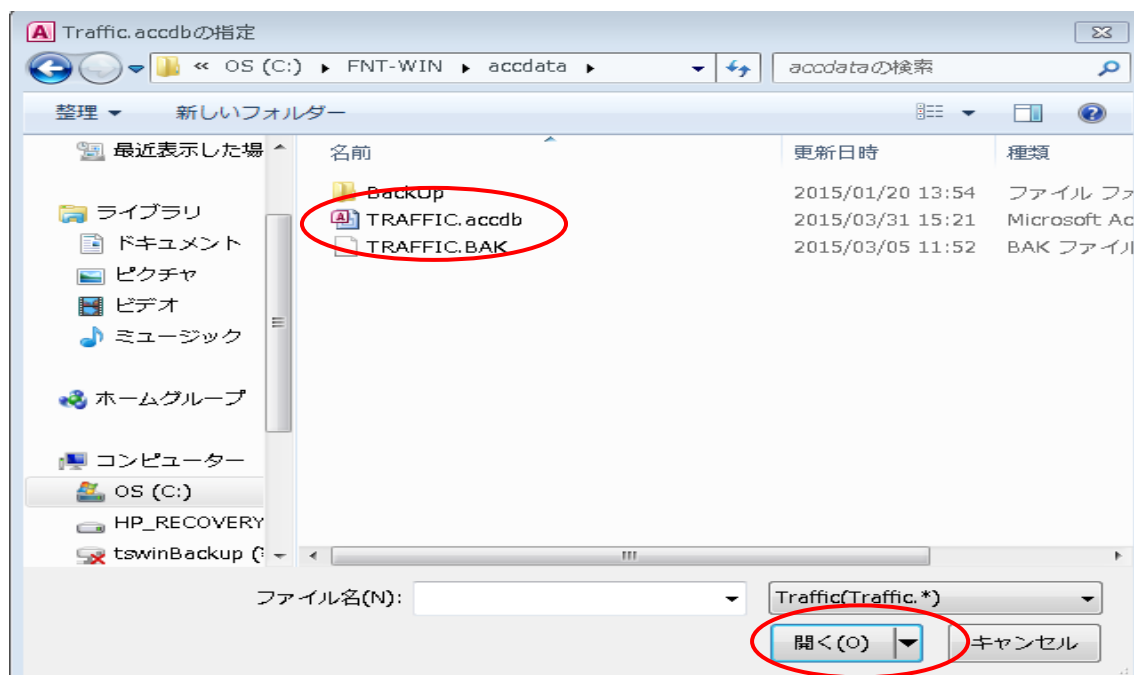 Traffic.accdbの指定
« OS (C:) ▸ FNT-WIN ▸ accdata ▸ accdataの検索
整理 ▼ 新しいフォルダー
最近表示した場
名前 更新日時 種類
BackUp 2015/01/20 13:54 ファイル フォ
ライブラリ
TRAFFIC.accdb 2015/03/31 15:21 Microsoft Ac
ドキュメント
TRAFFIC.BAK 2015/03/05 11:52 BAK ファイル
ピクチャ
ビデオ
ミュージック
ホームグループ
コンピューター
OS (C:)
HP_RECOVERY
tswinBackup (
ファイル名(N): Traffic(Traffic.*)
開く(O) キャンセル